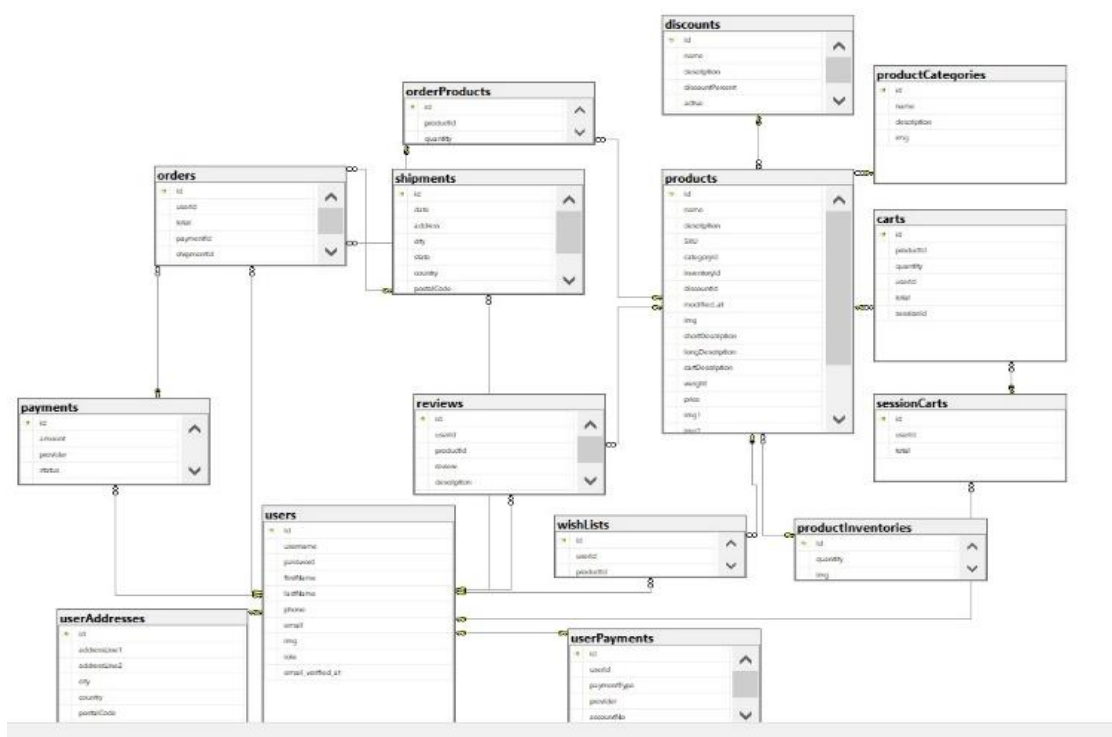 discounts
id
name
description
discountPercent
active
productCategories
id
name
description
img
orderProducts
id
productId
quantity
orders
id
userId
total
paymentId
shipmentId
shipments
id
date
address
city
state
country
postalCode
products
id
name
description
SKU
categoryId
inventoryId
discountId
modified_at
img
shortDescription
longDescription
cartDescription
weight
price
img1
img2
carts
id
productId
quantity
userId
total
sessionId
sessionCarts
id
userId
total
payments
id
amount
provider
status
reviews
id
userId
productId
review
description
users
id
username
password
firstName
lastName
phone
email
img
role
email_verified_at
wishLists
id
userId
productId
productInventories
id
quantity
img
userAddresses
id
addressLine1
addressLine2
city
country
postalCode
userPayments
id
userId
paymentType
provider
accountNo